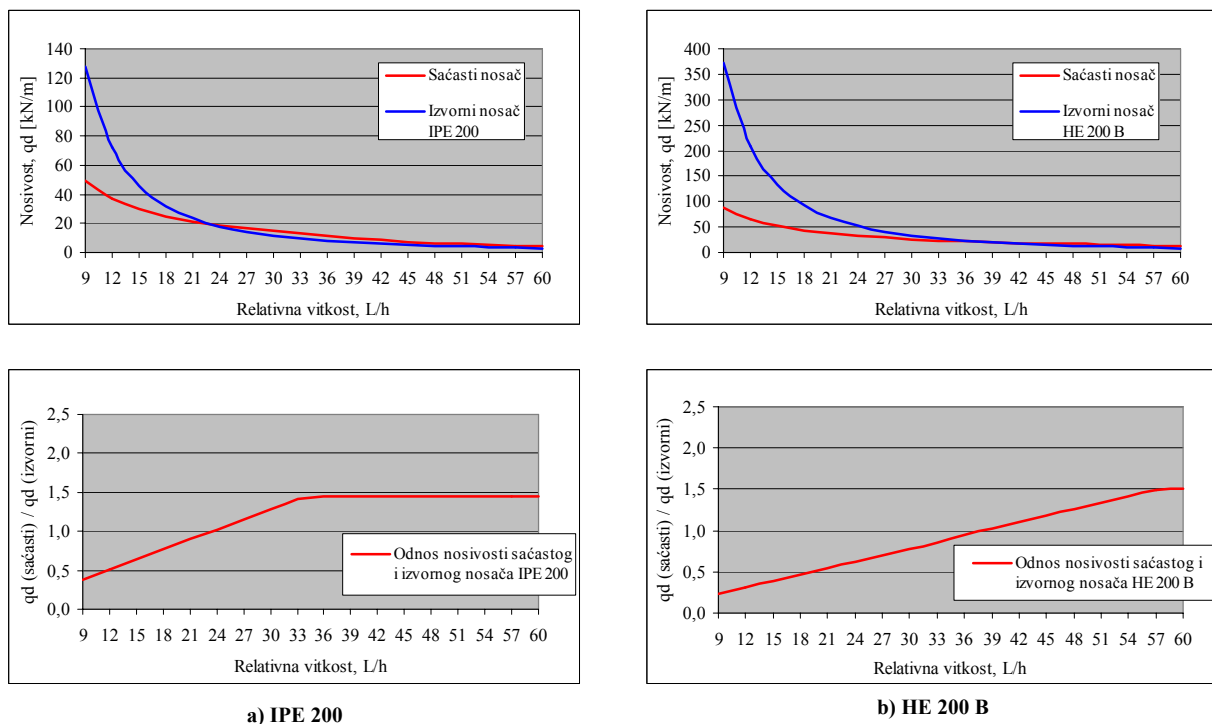 140
120
100
80
60
40
20
0
Nosivost, qd [kN/m]
Saćasti nosač
Izvorni nosač
IPE 200
9 12 15 18 21 24 27 30 33 36 39 42 45 48 51 54 57 60
Relativna vitkost, L/h
400
350
300
250
200
150
100
50
0
Nosivost, qd [kN/m]
Saćasti nosač
Izvorni nosač
HE 200 B
9 12 15 18 21 24 27 30 33 36 39 42 45 48 51 54 57 60
Relativna vitkost, L/h
2,5
2,0
1,5
1,0
0,5
0,0
qd (saćasti) / qd (izvorni)
Odnos nosivosti saćastog
i izvornog nosača IPE 200
9 12 15 18 21 24 27 30 33 36 39 42 45 48 51 54 57 60
Relativna vitkost, L/h
a) IPE 200
2,5
2,0
1,5
1,0
0,5
0,0
qd (saćasti) / qd (izvorni)
Odnos nosivosti saćastog i
izvornog nosača HE 200 B
9 12 15 18 21 24 27 30 33 36 39 42 45 48 51 54 57 60
Relativna vitkost, L/h
b) HE 200 B